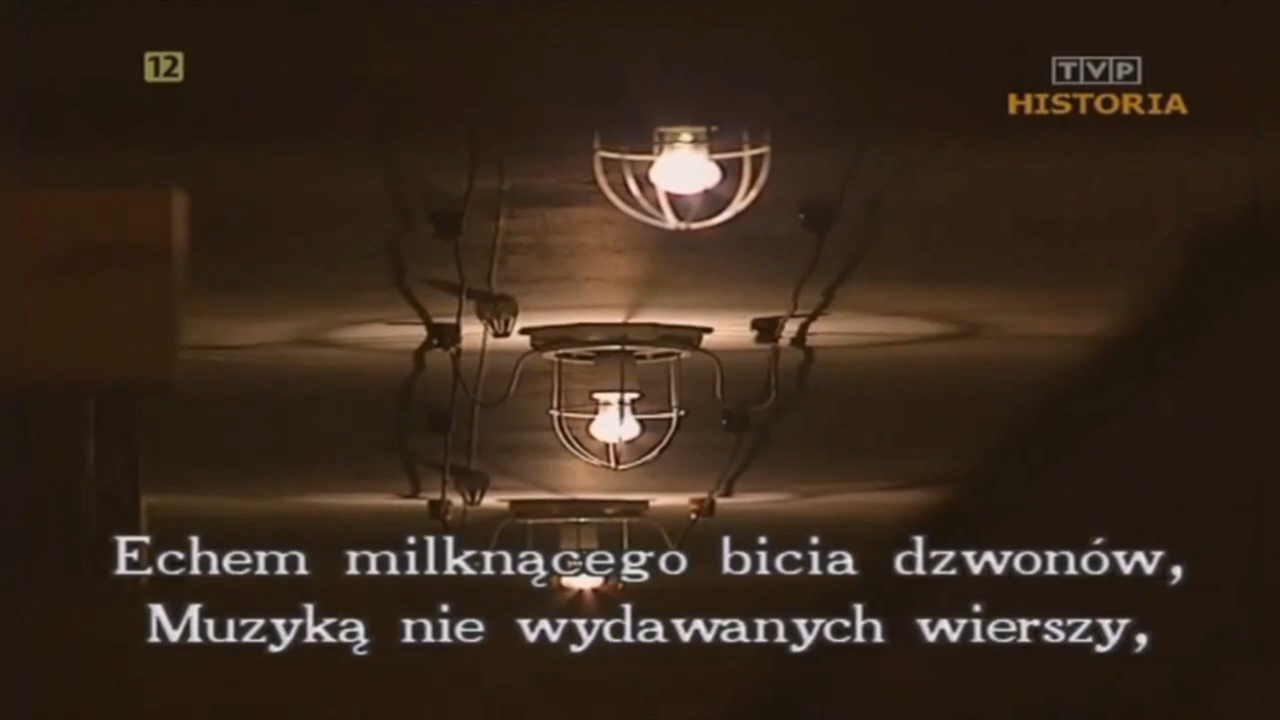 12
TVP
HISTORIA
Echem milknącego bicia dzwonów,
Muzyką nie wydawanych wierszy,